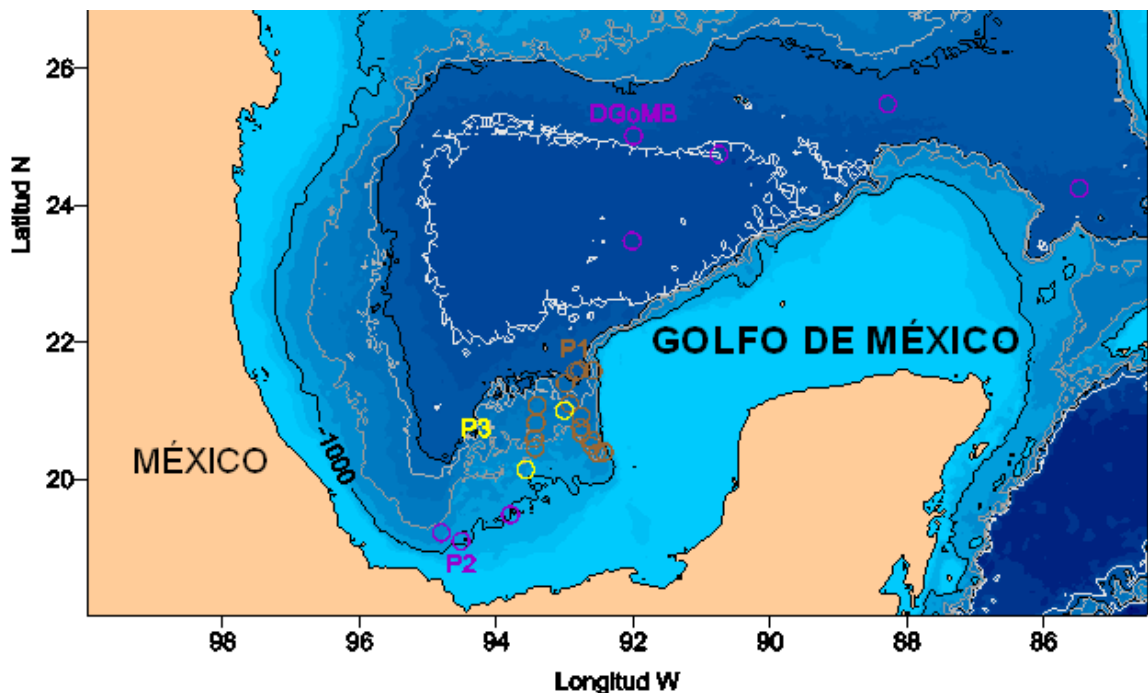 26
DGoMB
Latitud N
24
22
P1
GOLFO DE MÉXICO
P3
MÉXICO
-1000
20
P2
98
96
94
92
90
88
86
Longitud W